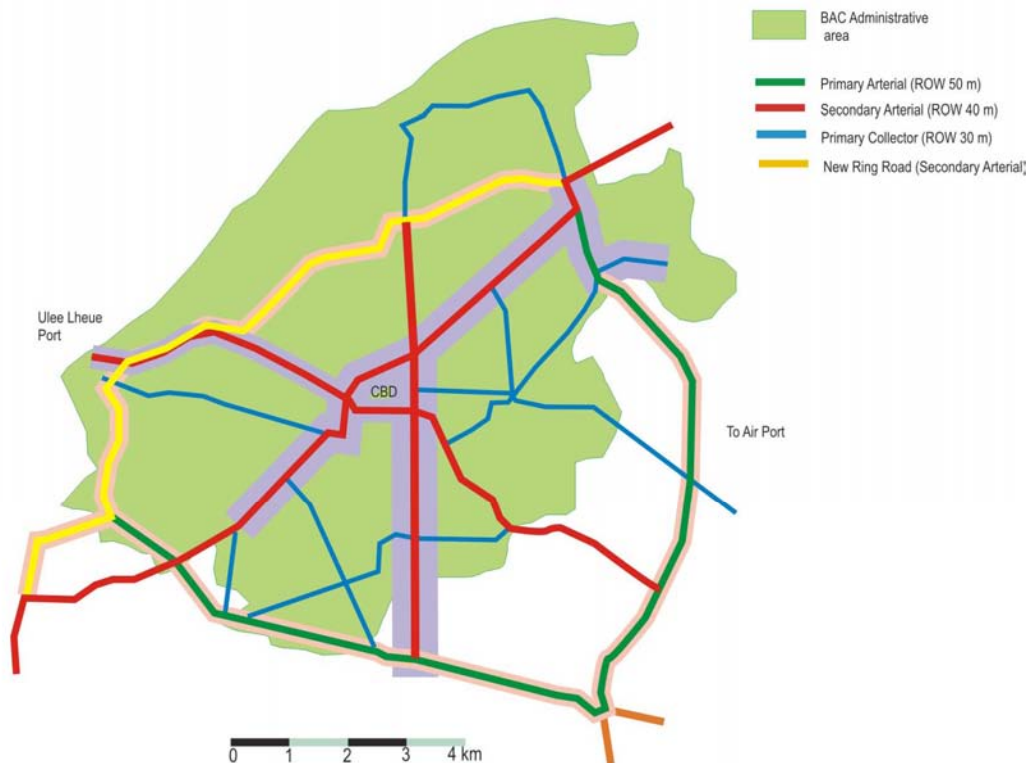 BAC Administrative
area
Primary Arterial (ROW 50 m)
Secondary Arterial (ROW 40 m)
Primary Collector (ROW 30 m)
New Ring Road (Secondary Arterial)
Ulee Lheue
Port
CBD
To Air Port
0 1 2 3 4 km